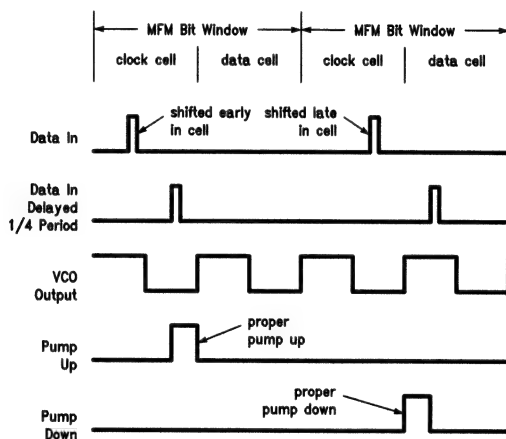 MFM Bit Window
MFM Bit Window
clock cell
data cell
clock cell
data cell
shifted early
in cell
shifted late
in cell
Data In
Data In
Delayed
1/4 Period
VCO
Output
proper
pump up
Pump
Up
proper
pump down
Pump
Down